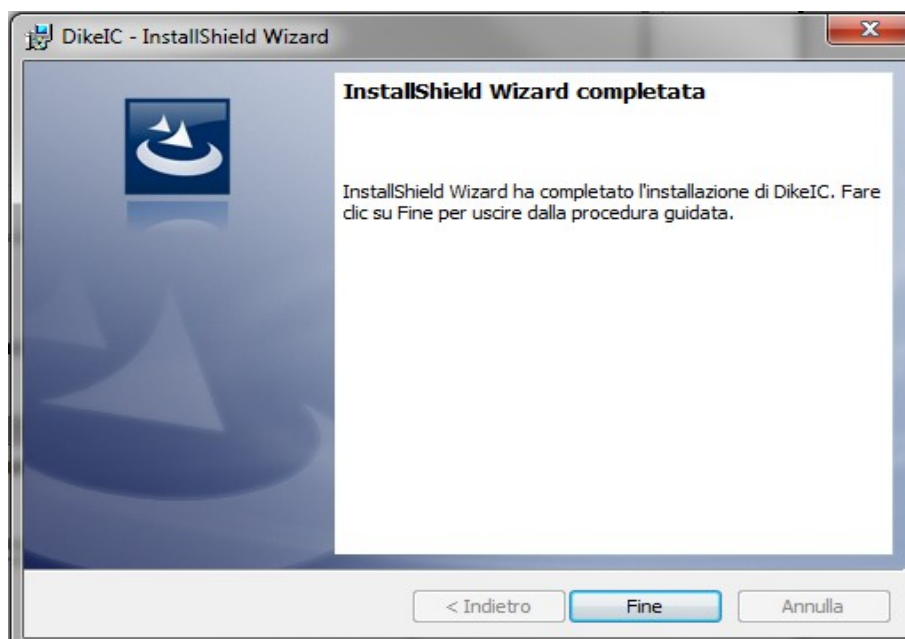 DikeIC - InstallShield Wizard
InstallShield Wizard completata
InstallShield Wizard ha completato l'installazione di DikeIC. Fare
clic su Fine per uscire dalla procedura guidata.
< Indietro
Fine
Annulla